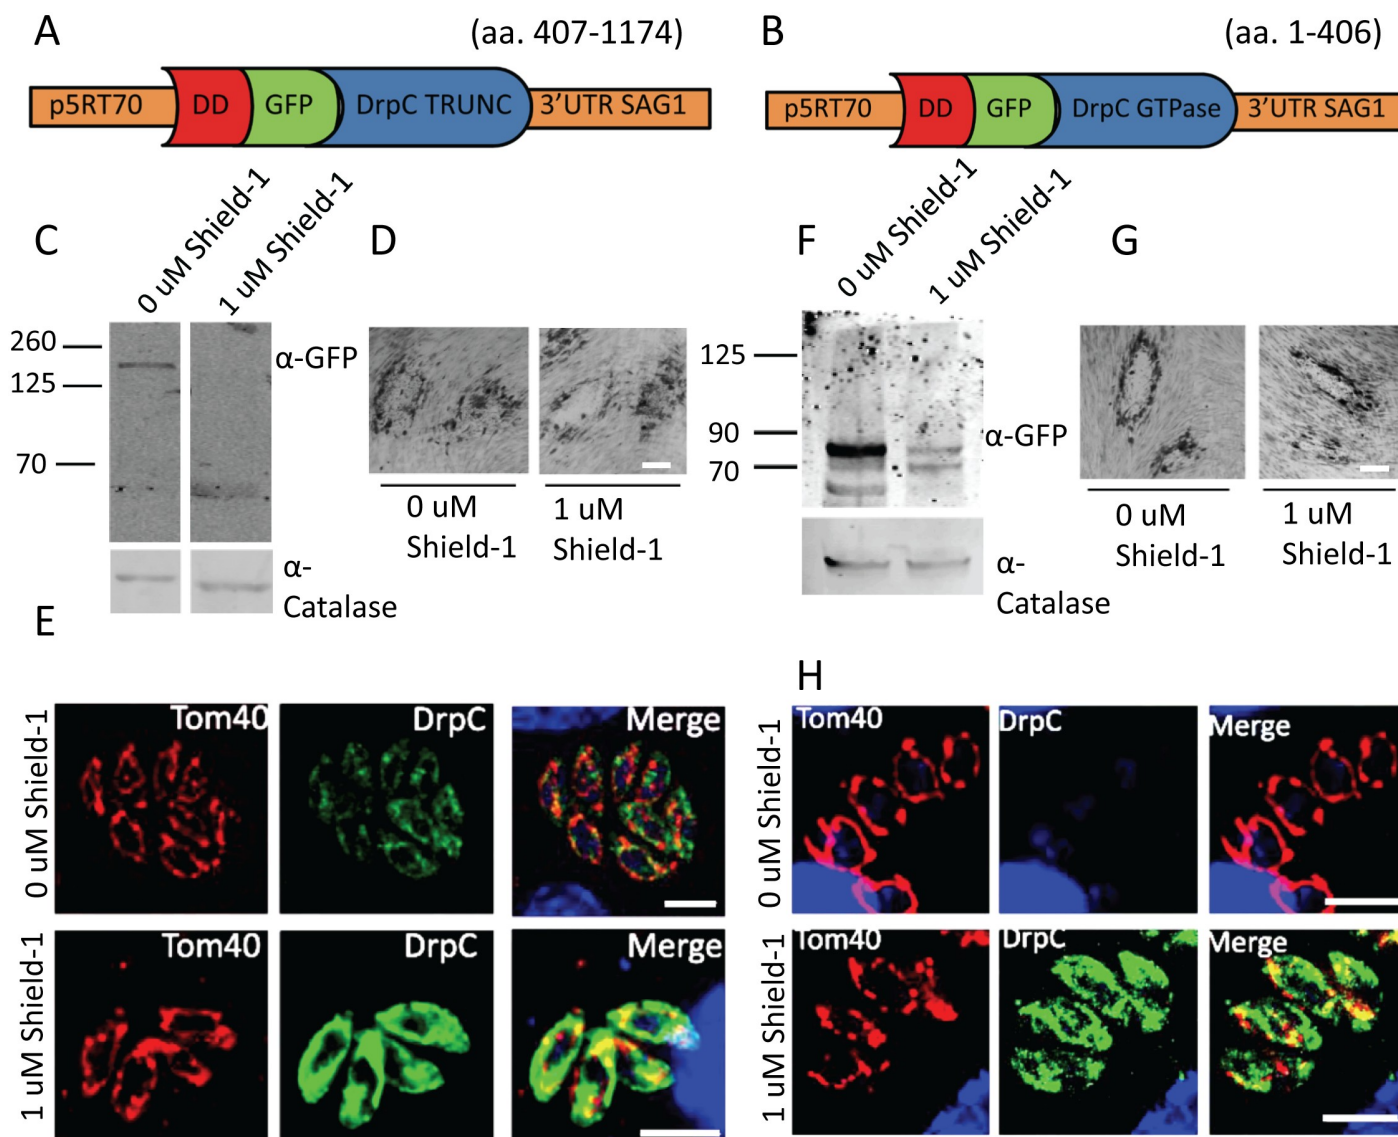 A
(aa. 407-1174)
p5RT70
DD
GFP
DrpC TRUNC
3'UTR SAG1
B
(aa. 1-406)
p5RT70
DD
GFP
DrpC GTPase
3'UTR SAG1
C
0 uM Shield-1
1 uM Shield-1
260
125
70
α-GFP
α-
Catalase
D
0 uM
Shield-1
1 uM
Shield-1
F
0 uM Shield-1
1 uM Shield-1
125
90
70
α-GFP
α-
Catalase
G
0 uM
Shield-1
1 uM
Shield-1
E
0 uM Shield-1
Tom40
DrpC
Merge
1 uM Shield-1
Tom40
DrpC
Merge
H
0 uM Shield-1
Tom40
DrpC
Merge
1 uM Shield-1
Tom40
DrpC
Merge